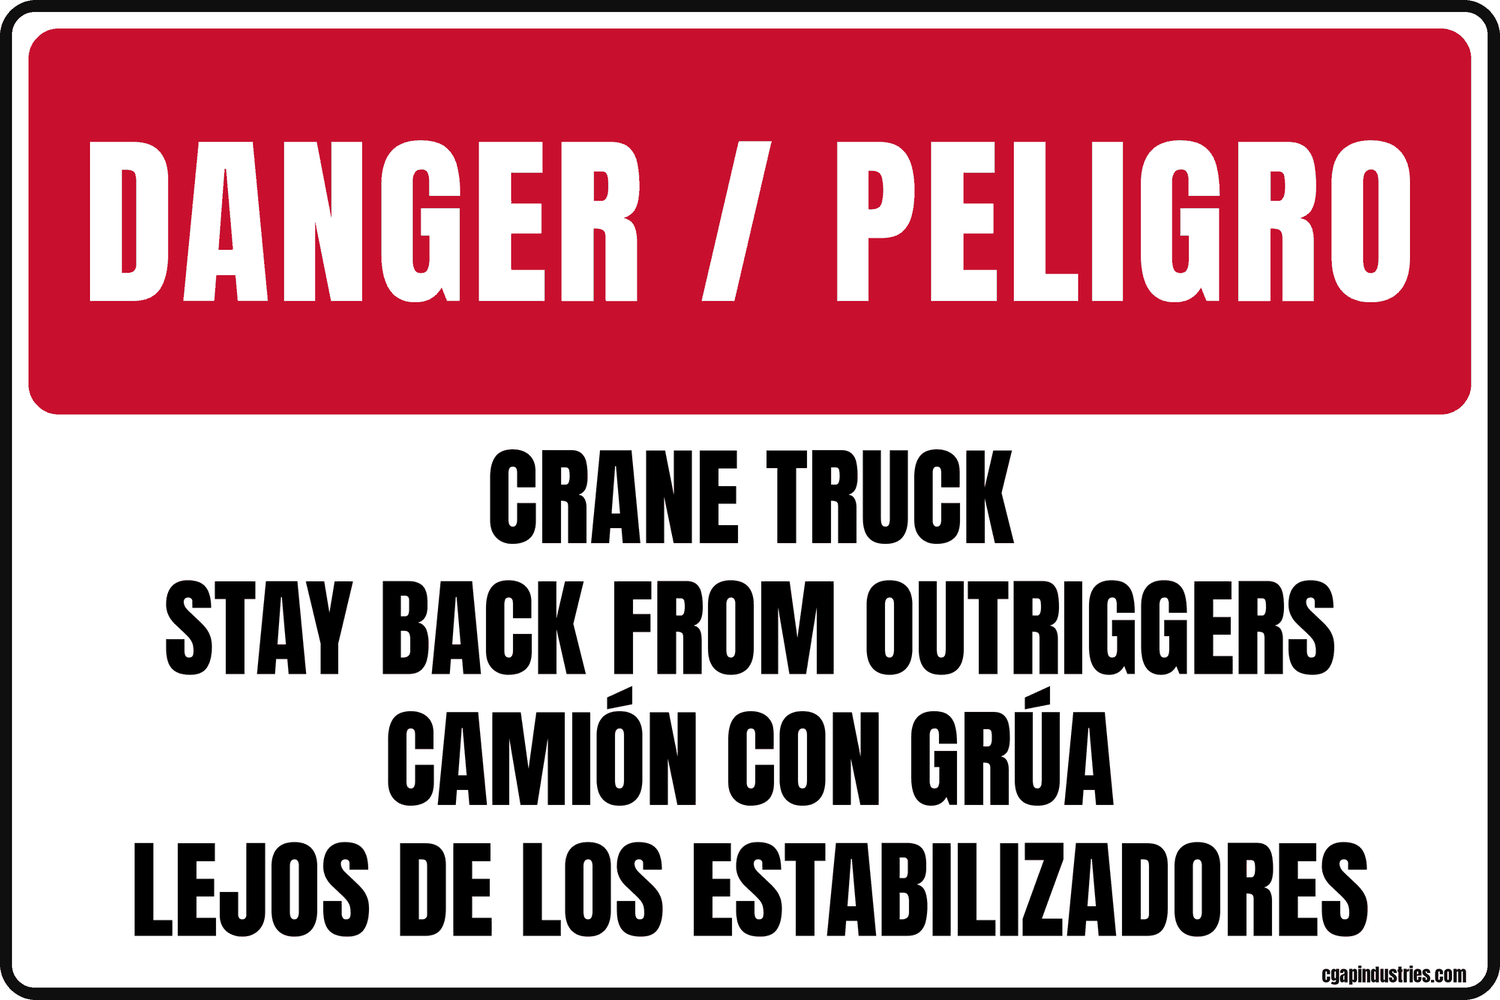 DANGER / PELIGRO
CRANE TRUCK
STAY BACK FROM OUTRIGGERS
CAMIÓN CON GRÚA
LEJOS DE LOS ESTABILIZADORES
cgapindustries.com